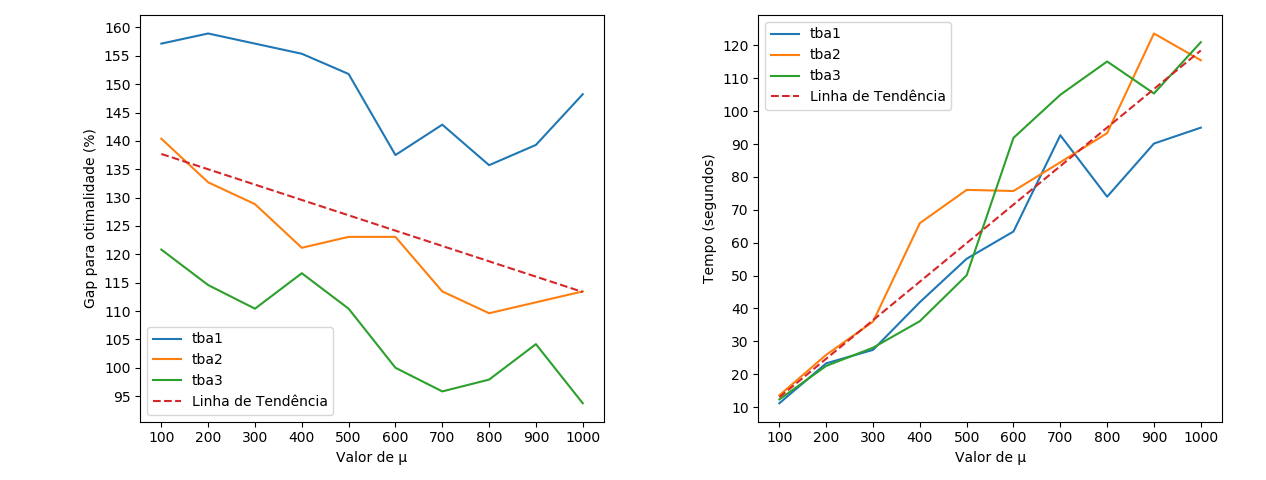 160
155
150
145
140
135
130
125
120
115
110
105
100
95
Gap para otimalidade (%)
tba1
tba2
tba3
Linha de Tendência
100 200 300 400 500 600 700 800 900 1000
Valor de μ
120
110
100
90
80
70
60
50
40
30
20
10
Tempo (segundos)
tba1
tba2
tba3
Linha de Tendência
100 200 300 400 500 600 700 800 900 1000
Valor de μ